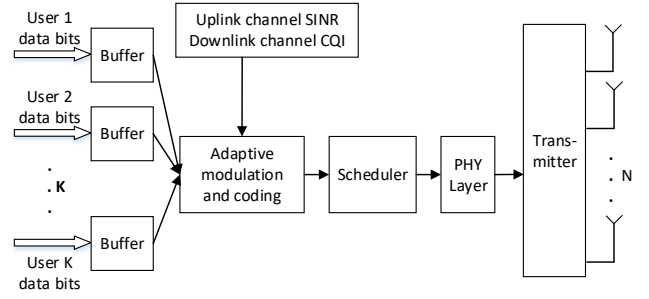 User 1
data bits
Buffer
Uplink channel SINR
Downlink channel CQI
User 2
data bits
Buffer
K
Adaptive
modulation
and coding
Scheduler
PHY
Layer
Trans-
mitter
N
Buffer
User K
data bits